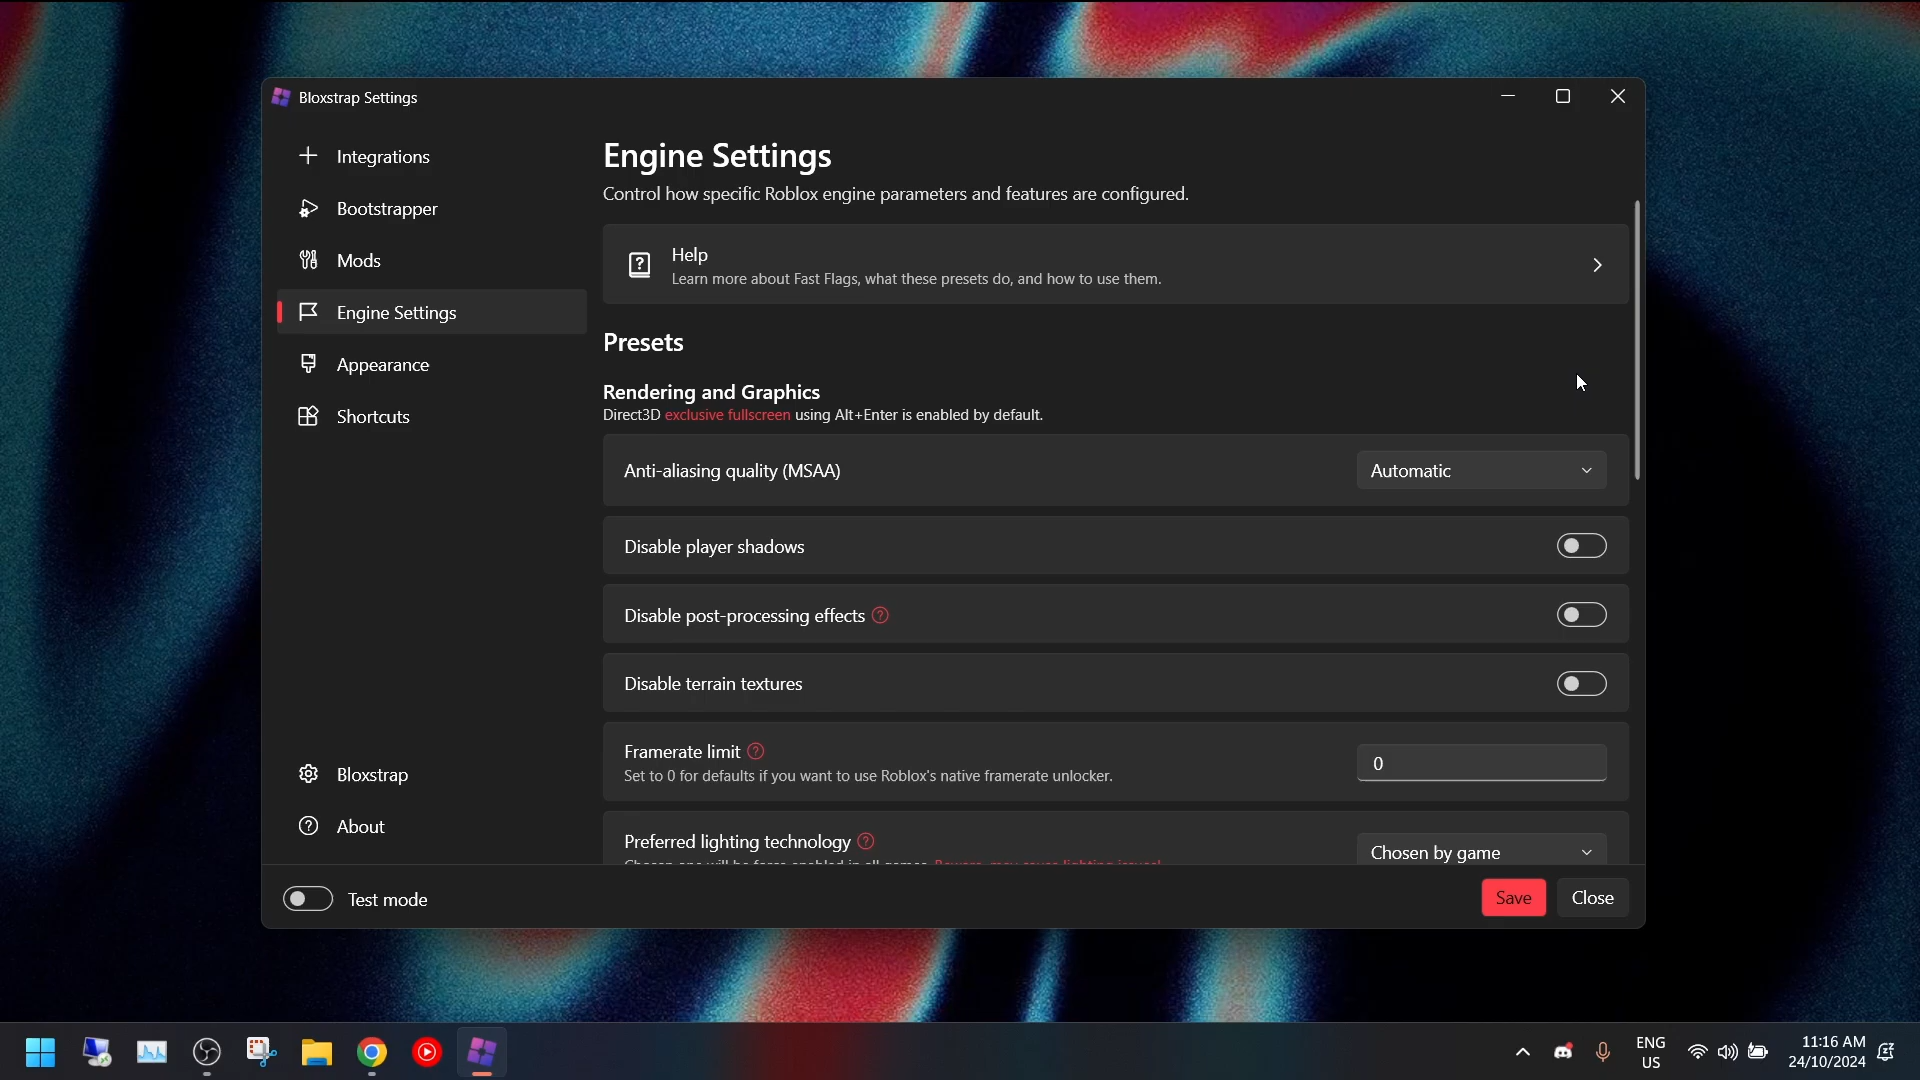 Bloxstrap Settings
Integrations
Bootstrapper
Mods
Engine Settings
Appearance
Shortcuts
Bloxstrap
About
Test mode
Engine Settings
Control how specific Roblox engine parameters and features are configured.
Help
Learn more about Fast Flags, what these presets do, and how to use them.
Presets
Rendering and Graphics
Direct3D exclusive fullscreen using Alt+Enter is enabled by default.
Anti-aliasing quality (MSAA)
Automatic
Disable player shadows
Disable post-processing effects
Disable terrain textures
Framerate limit
Set to 0 for defaults if you want to use Roblox's native framerate unlocker.
0
Preferred lighting technology
Chosen by game
Save
Close
ENG
US
11:16 AM
24/10/2024